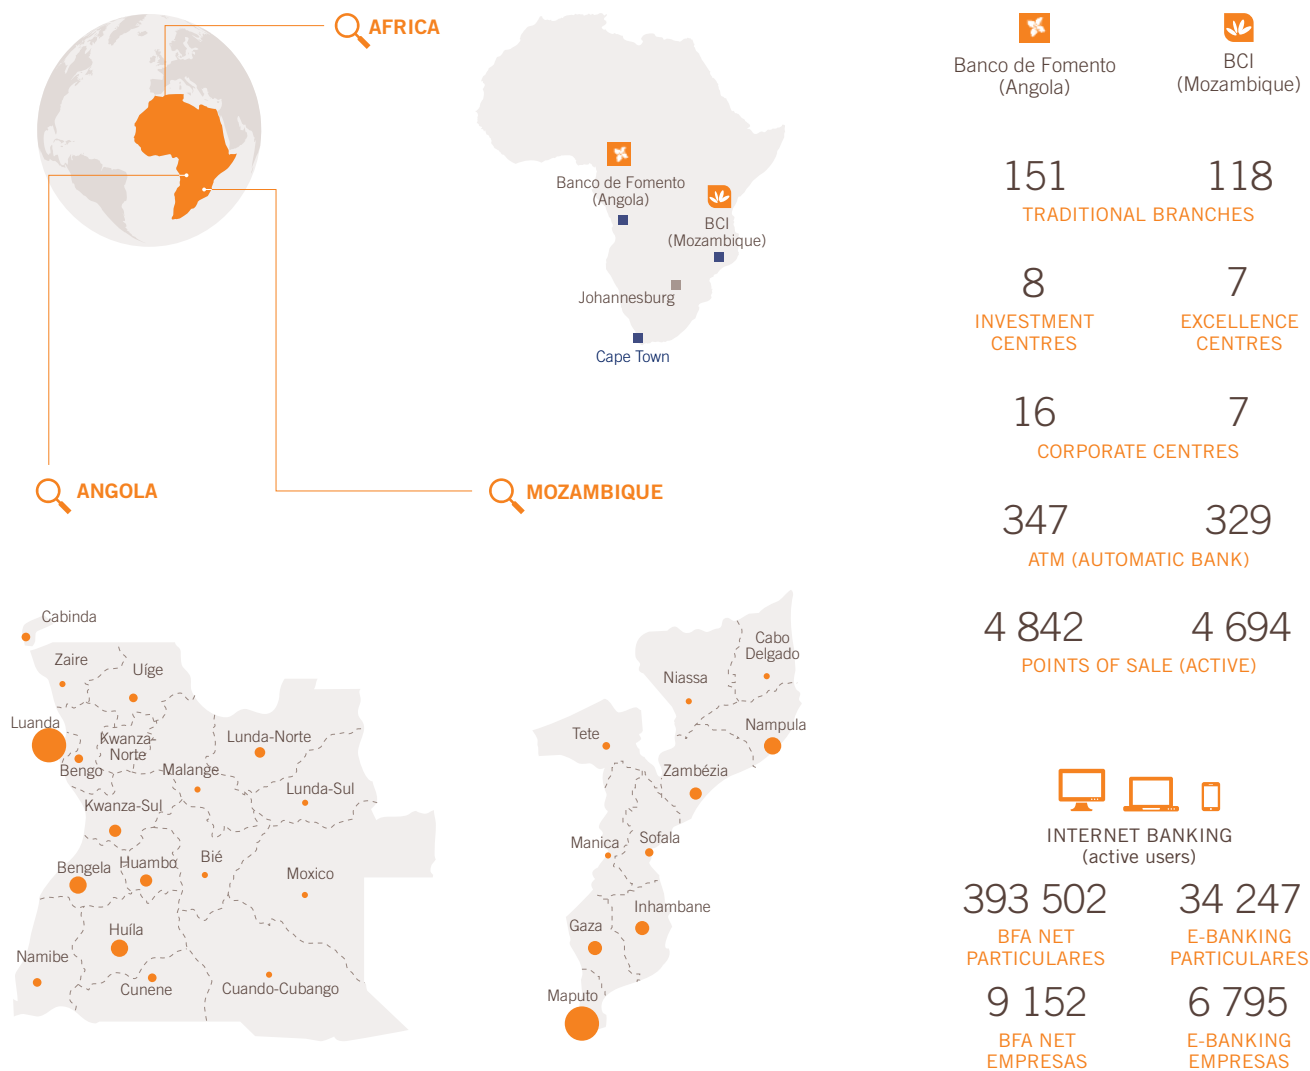 AFRICA
Banco de Fomento
(Angola)
BCI
(Mozambique)
Johannesburg
Cape Town
ANGOLA
MOZAMBIQUE
Cabinda
Zaire
Uíge
Luanda
Kwanza-
Norte
Bengo
Lunda-Norte
Malange
Lunda-Sul
Kwanza-Sul
Bengela
Huambo
Bié
Moxico
Huíla
Namibe
Cunene
Cuando-Cubango
Cabo
Delgado
Niassa
Nampula
Tete
Zambézia
Manica
Sofala
Inhambane
Gaza
Maputo
Banco de Fomento
(Angola)
BCI
(Mozambique)
151
118
TRADITIONAL BRANCHES
8
INVESTMENT
CENTRES
7
EXCELLENCE
CENTRES
16
7
CORPORATE CENTRES
347
329
ATM (AUTOMATIC BANK)
4 842
4 694
POINTS OF SALE (ACTIVE)
INTERNET BANKING
(active users)
393 502
BFA NET
PARTICULARES
34 247
E-BANKING
PARTICULARES
9 152
BFA NET
EMPRESAS
6 795
E-BANKING
EMPRESAS